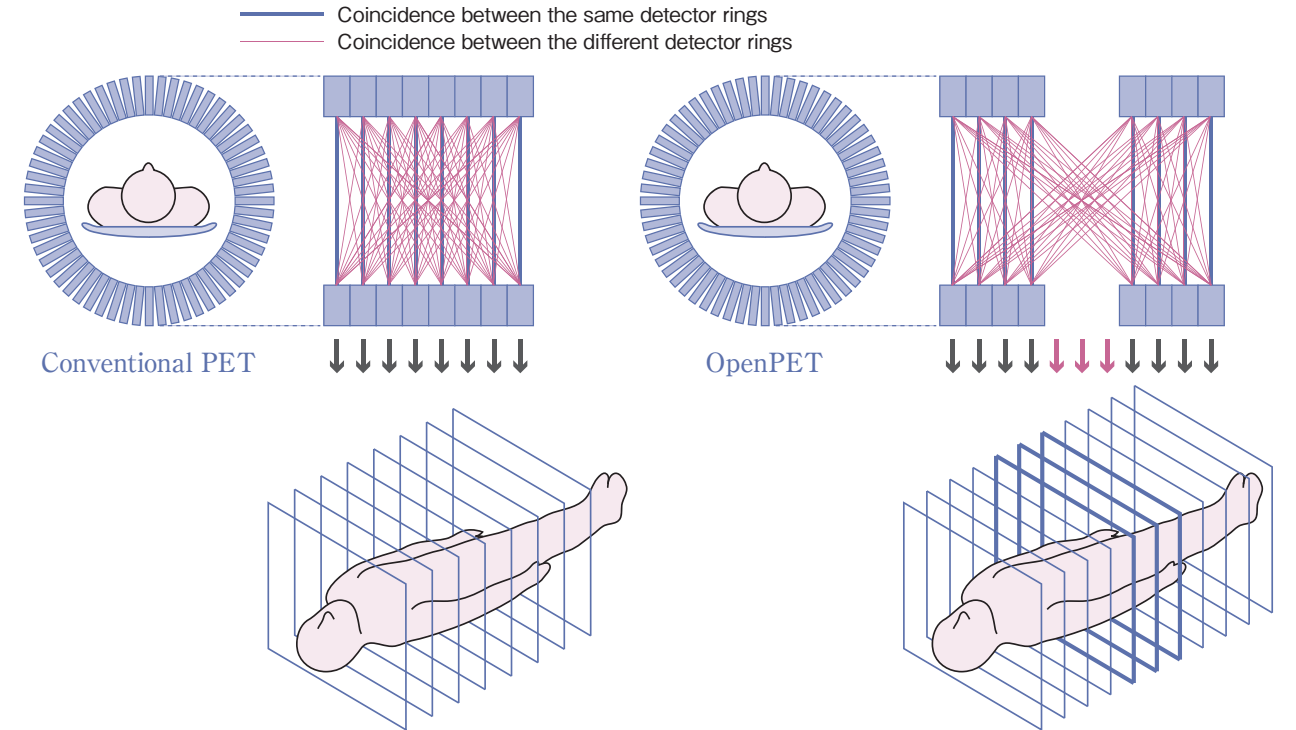 Coincidence between the same detector rings
Coincidence between the different detector rings
Conventional PET
OpenPET